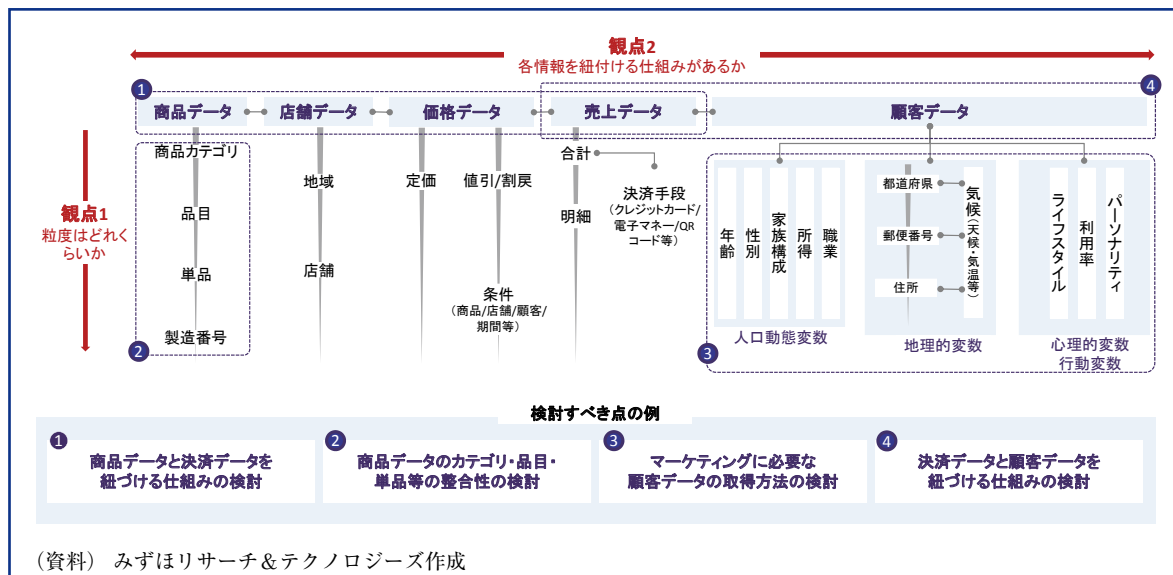 観点2
各情報を紐付ける仕組みがあるか
1
4
商品データ
店舗データ
価格データ
売上データ
顧客データ
観点1
粒度はどれく
らいか
商品カテゴリ
品目
単品
製造番号
2
地域
店舗
定価
値引/割戻
条件
(商品/店舗/顧客/
期間等)
合計
明細
決済手段
(クレジットカード/
電子マネー/QR
コード等)
年齢
性別
家族構成
所得
職業
人口動態変数
都道府県
郵便番号
住所
気候(天候・気温等)
地理的変数
ライフスタイル
利用率
パーソナリティ
心理的変数
行動変数
3
検討すべき点の例
1
商品データと決済データを
紐づける仕組みの検討
2
商品データのカテゴリ・品目・
単品等の整合性の検討
3
マーケティングに必要な
顧客データの取得方法の検討
4
決済データと顧客データを
紐づける仕組みの検討
(資料) みずほリサーチ&テクノロジーズ作成